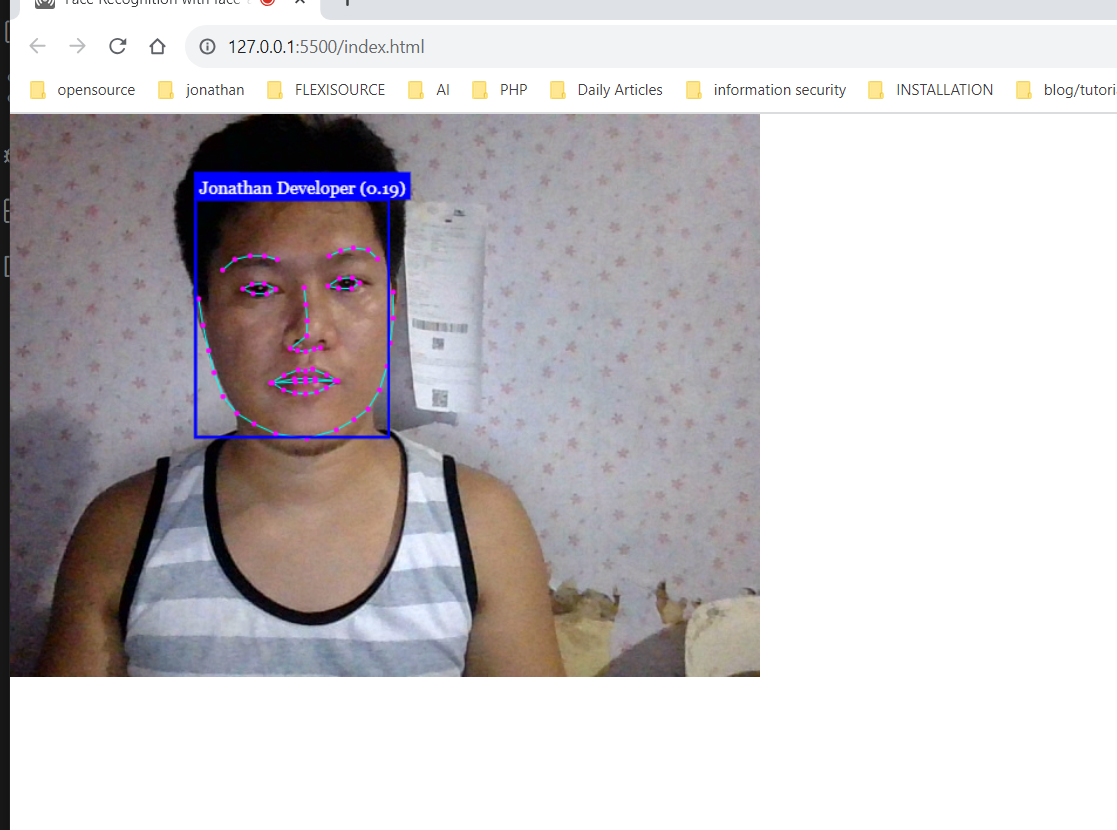 Face Recognition with face
127.0.0.1:5500/index.html
opensource jonathan FLEXISOURCE AI PHP Daily Articles information security INSTALLATION blog/tutori
Jonathan Developer (0.19)